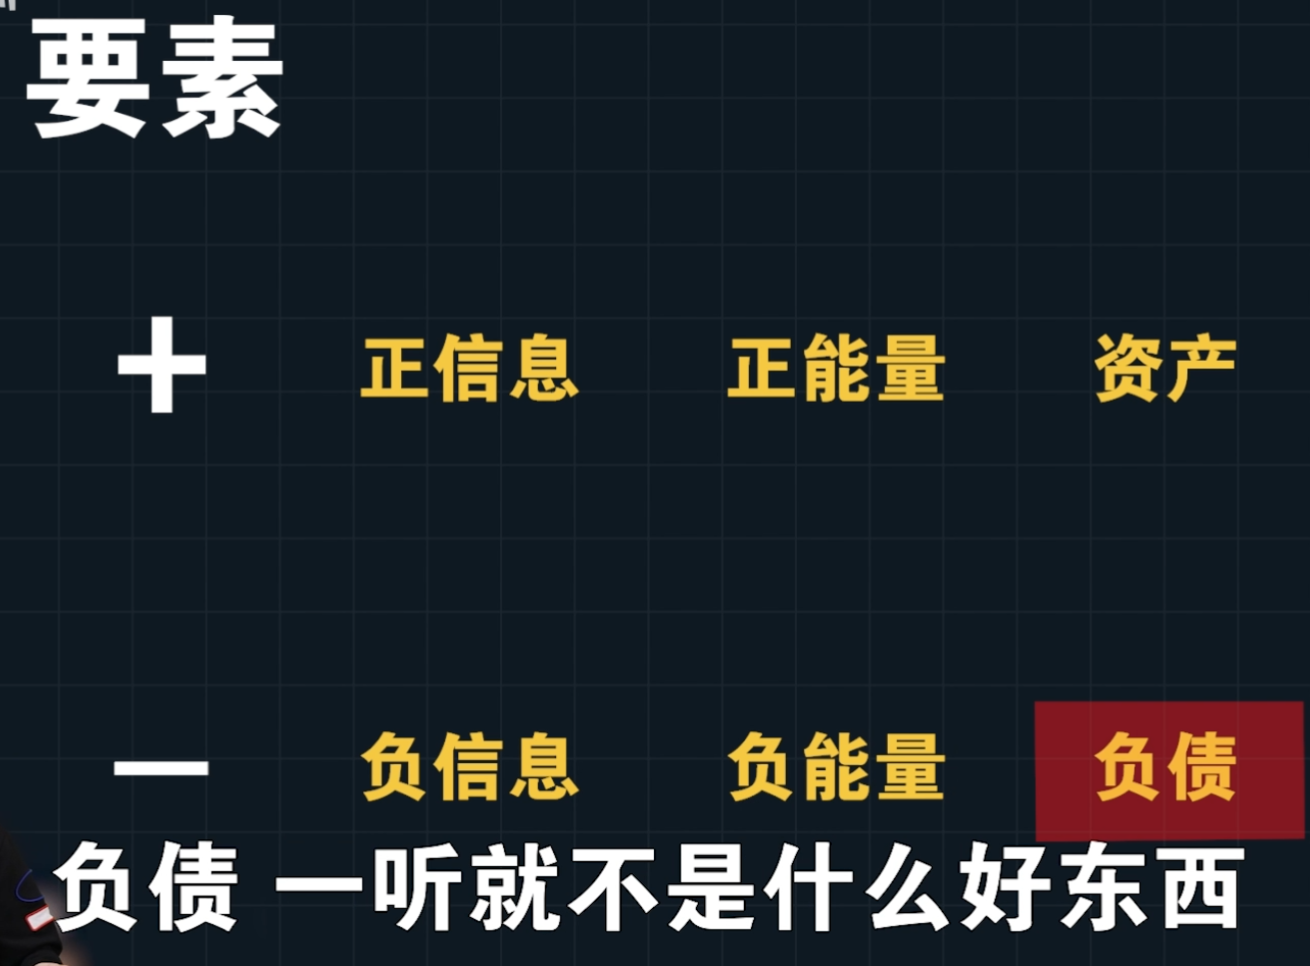 要素
+ 正信息 正能量 资产
— 负信息 负能量 负债
负债 一听就不是什么好东西